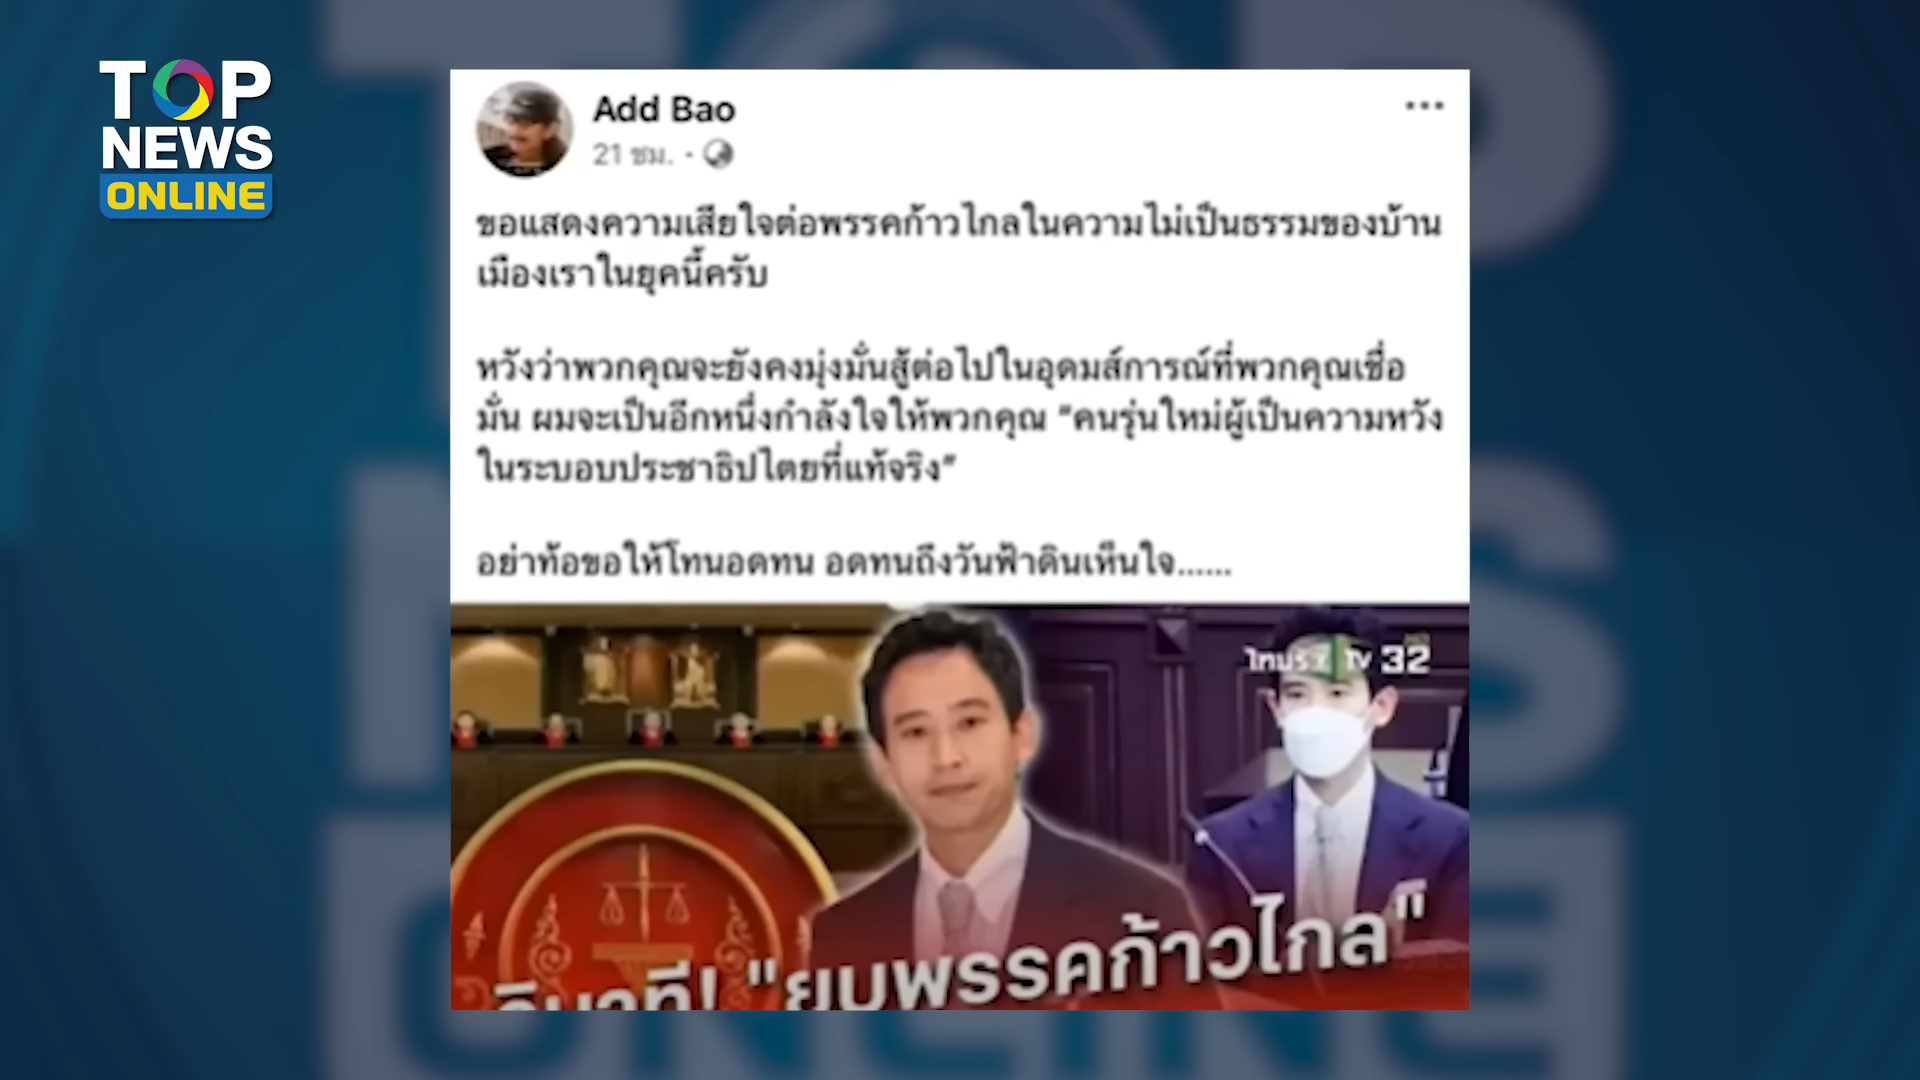 TOP
NEWS
ONLINE
Add Bao
21 ชม.
ขอแสดงความเสียใจต่อพรรคก้าวไกลในความไม่เป็นธรรมของบ้าน
เมืองเราในยุคนี้ครับ
หวังว่าพวกคุณจะยังคงมุ่งมั่นสู้ต่อไปในอุดมส์การณ์ที่พวกคุณเชื่อ
มั่น ผมจะเป็นอีกหนึ่งกำลังใจให้พวกคุณ “คนรุ่นใหม่ผู้เป็นความหวัง
ในระบอบประชาธิปไตยที่แท้จริง”
อย่าท้อขอให้โทนอดทน อดทนถึงวันฟ้าดินเห็นใจ......
ไทยรัฐ TV 32
"ยุบพรรคก้าวไกล"